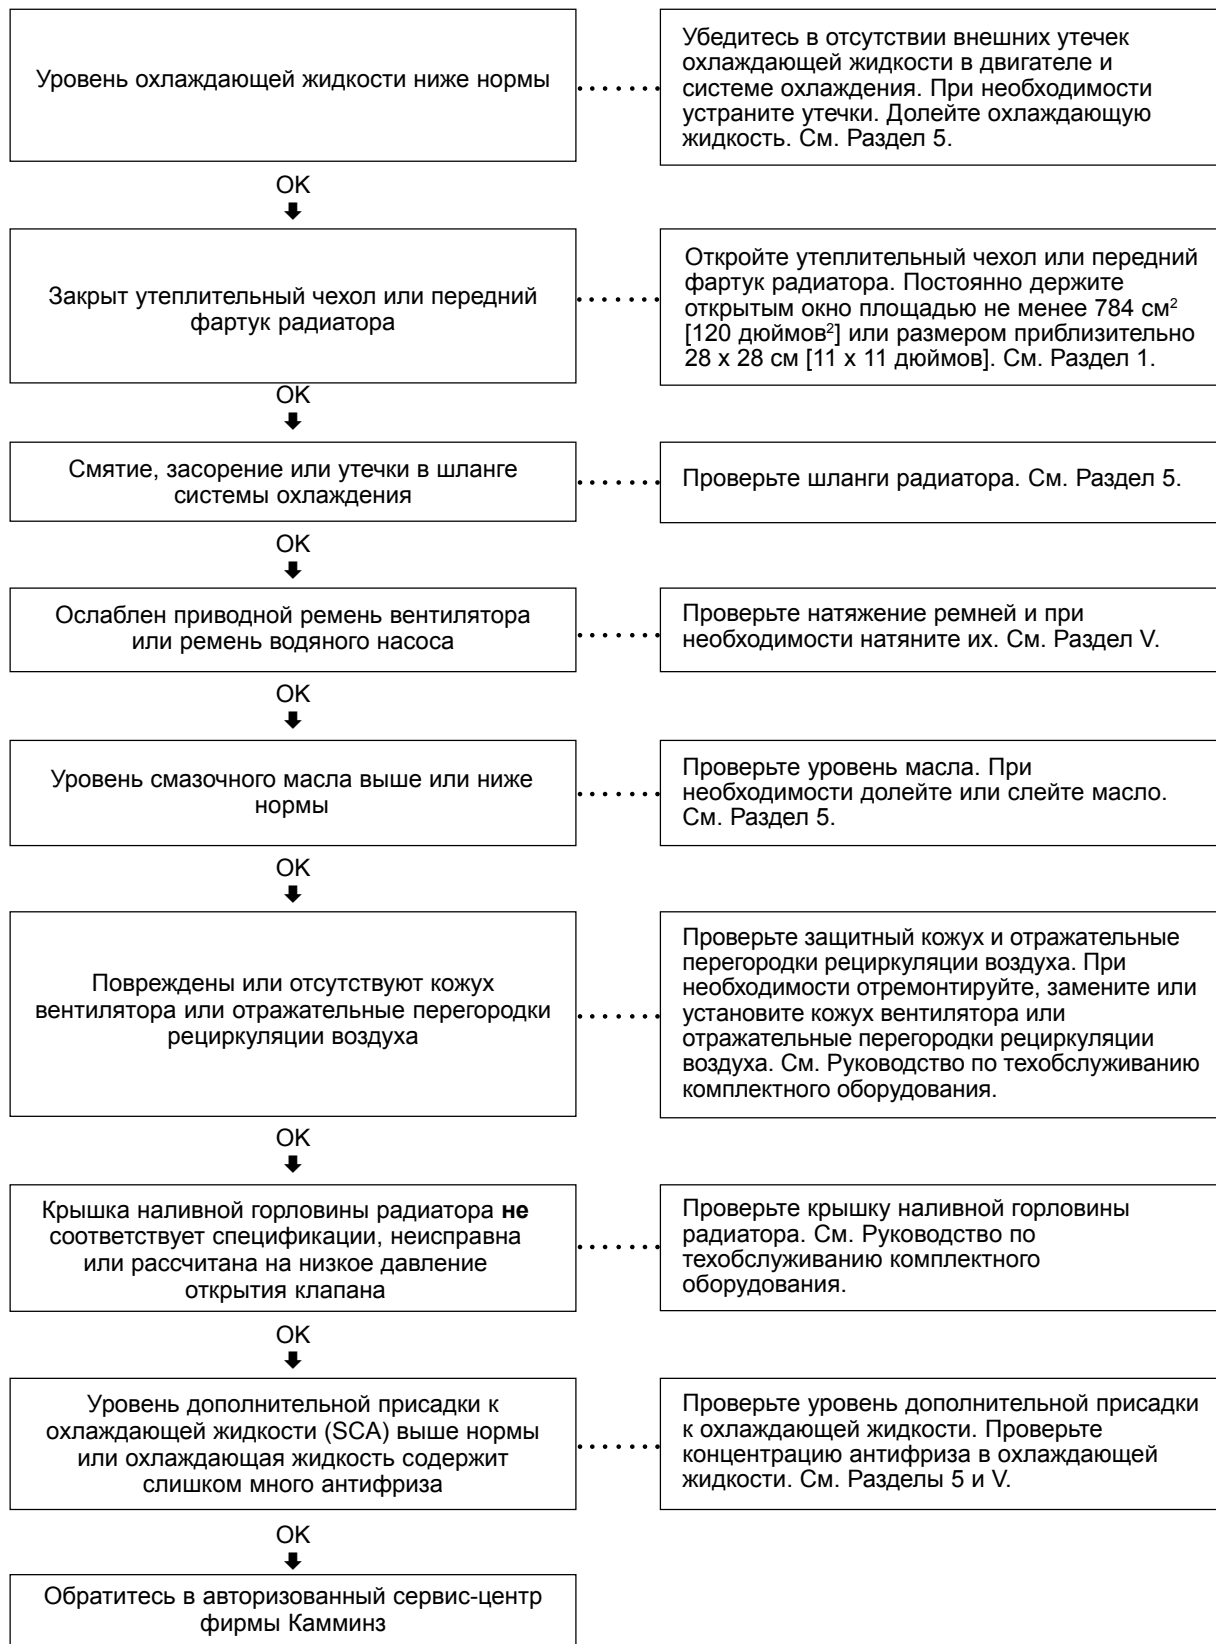 Уровень охлаждающей жидкости ниже нормы
Убедитесь в отсутствии внешних утечек
охлаждающей жидкости в двигателе и
системе охлаждения. При необходимости
устраните утечки. Долейте охлаждающую
жидкость. См. Раздел 5.
OK
Закрыт утеплительный чехол или передний
фартук радиатора
Откройте утеплительный чехол или передний
фартук радиатора. Постоянно держите
открытым окно площадью не менее 784 см²
[120 дюймов²] или размером приблизительно
28 x 28 см [11 x 11 дюймов]. См. Раздел 1.
OK
Смятие, засорение или утечки в шланге
системы охлаждения
Проверьте шланги радиатора. См. Раздел 5.
OK
Ослаблен приводной ремень вентилятора
или ремень водяного насоса
Проверьте натяжение ремней и при
необходимости натяните их. См. Раздел V.
OK
Уровень смазочного масла выше или ниже
нормы
Проверьте уровень масла. При
необходимости долейте или слейте масло.
См. Раздел 5.
OK
Повреждены или отсутствуют кожух
вентилятора или отражательные перегородки
рециркуляции воздуха
Проверьте защитный кожух и отражательные
перегородки рециркуляции воздуха. При
необходимости отремонтируйте, замените или
установите кожух вентилятора или
отражательные перегородки рециркуляции
воздуха. См. Руководство по техобслуживанию
комплектного оборудования.
OK
Крышка наливной горловины радиатора не
соответствует спецификации, неисправна
или рассчитана на низкое давление
открытия клапана
Проверьте крышку наливной горловины
радиатора. См. Руководство по
техобслуживанию комплектного
оборудования.
OK
Уровень дополнительной присадки к
охлаждающей жидкости (SCA) выше нормы
или охлаждающая жидкость содержит
слишком много антифриза
Проверьте уровень дополнительной присадки
к охлаждающей жидкости. Проверьте
концентрацию антифриза в охлаждающей
жидкости. См. Разделы 5 и V.
OK
Обратитесь в авторизованный сервис-центр
фирмы Камминз